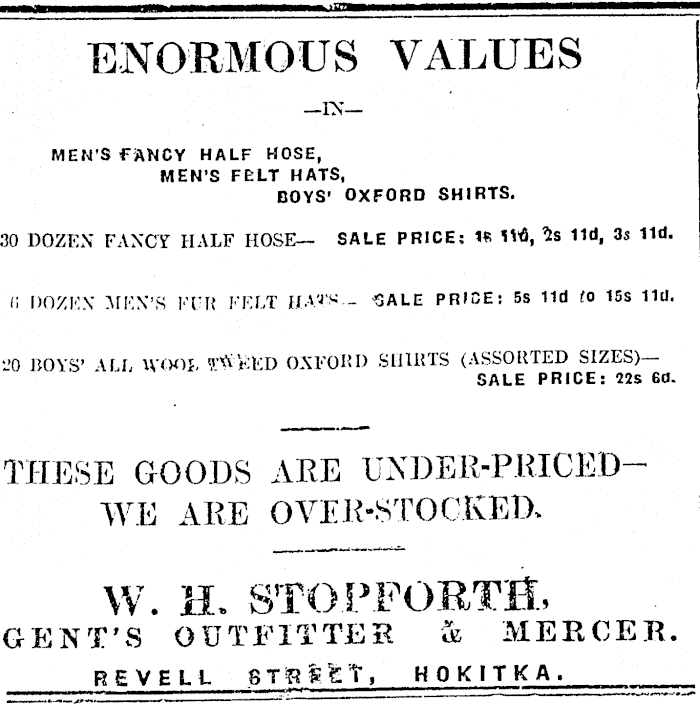 ENORMOUS VALUES
—IN—
MEN'S FANCY HALF HOSE,
MEN'S FELT HATS,
BOYS' OXFORD SHIRTS.
30 DOZEN FANCY HALF HOSE— SALE PRICE: 1s 11d, 2s 11d, 3s 11d.
6 DOZEN MEN'S FUR FELT HATS— SALE PRICE: 5s 11d to 15s 11d.
20 BOYS' ALL WOOL TWEED OXFORD SHIRTS (ASSORTED SIZES)—
SALE PRICE: 22s 6d.
THESE GOODS ARE UNDER-PRICED—
WE ARE OVER-STOCKED.
W. H. STOPFORTH,
GENT'S OUTFITTER & MERCER.
REVELL STREET, HOKITKA.